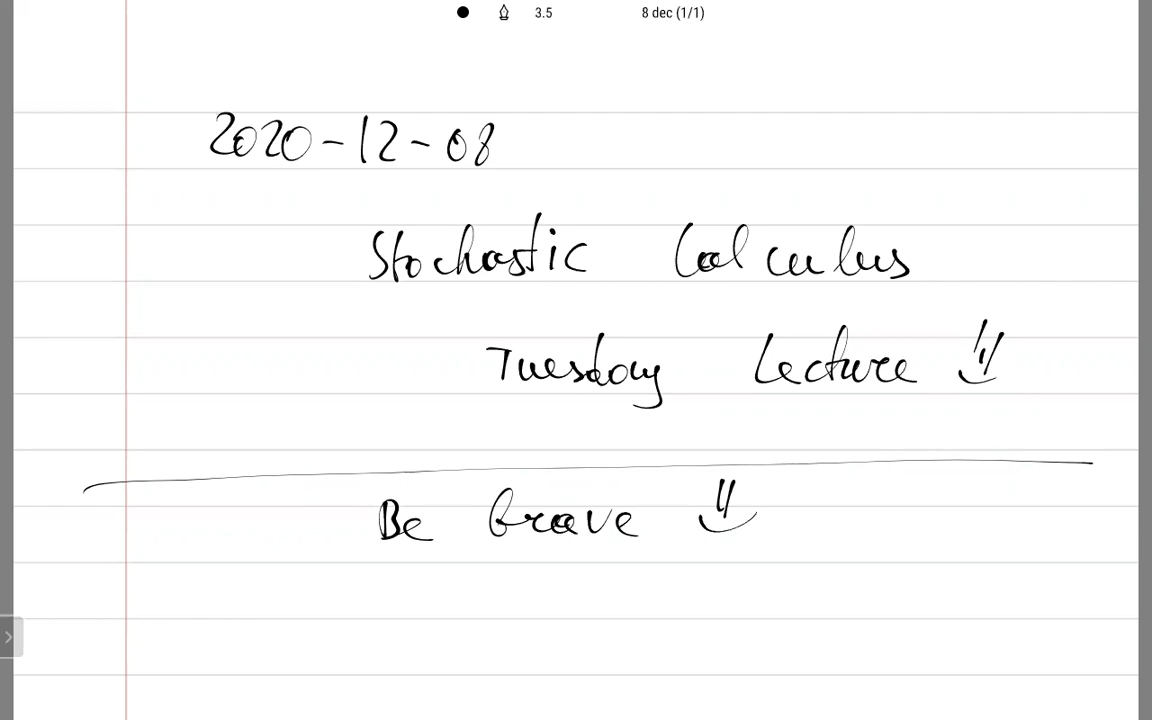 3.5 8 dec (1/1)
2020-12-08
Stochastic Calculus
Tuesday Lecture
Be brave